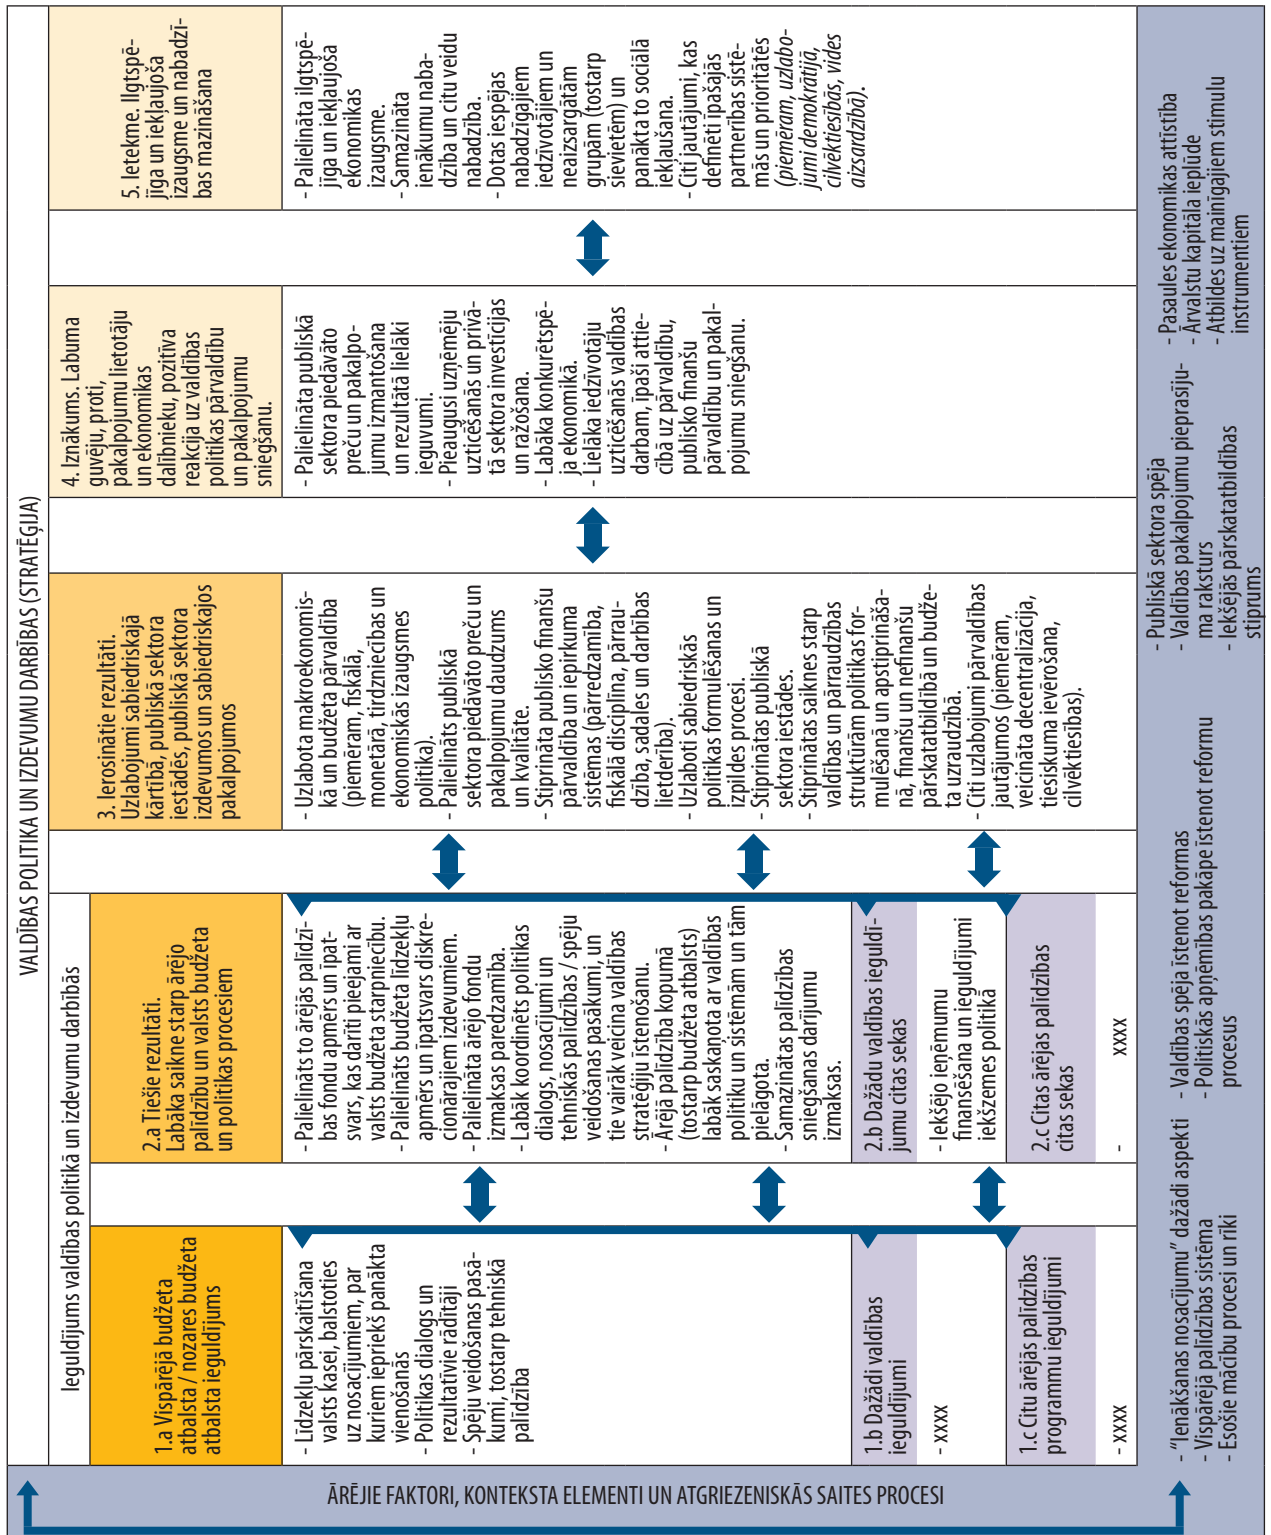 VALDĪBAS POLITIKA UN IZDEVUMU DARBĪBAS (STRATĒĢIJA)
Ieguldījums valdības politikā un izdevumu darbībās
1.a Vispārējā budžeta
atbalsta / nozares budžeta
atbalsta ieguldījums
- Līdzekļu pārskaitīšana
valsts kasei, balstoties
uz nosacījumiem, par
kuriem iepriekš panākta
vienošanās
- Politikas dialogs un
rezultatīvie rādītāji
- Spēju veidošanas pasā-
kumi, tostarp tehniskā
palīdzība
1.b Dažādi valdības
ieguldījumi
- XXXX
1.c Citu ārējās palīdzības
programmu ieguldījumi
- XXXX
2.a Tiešie rezultāti.
Labāka saikne starp ārējo
palīdzību un valsts budžeta
un politikas procesiem
- Palielināts to ārējās palīdzī-
bas fondu apmērs un īpat-
svars, kas darīti pieejami ar
valsts budžeta starpniecību.
- Palielināts budžeta līdzekļu
apmērs un īpatsvars diskre-
cionārajiem izdevumiem.
- Palielināta ārējo fondu
izmaksas paredzamība.
- Labāk koordinēts politikas
dialogs, nosacījumi un
tehniskās palīdzības / spēju
veidošanas pasākumi, un
tie vairāk veicina valdības
stratēģiju īstenošanu.
- Ārējā palīdzība kopumā
(tostarp budžeta atbalsts)
labāk saskaņota ar valdības
politiku un sistēmām un tām
pielāgota.
- Samazinātas palīdzības
sniegšanas darījumu
izmaksas.
2.b Dažādu valdības ieguldī-
jumu citas sekas
- Iekšējo ieņēmumu
finansēšana un ieguldījumi
iekšzemes politikā
2.c Citas ārējas palīdzības
citas sekas
- XXXX
3. Ierosinātie rezultāti.
Uzlabojumi sabiedriskajā
kārtībā, publiskā sektora
iestādēs, publiskā sektora
izdevumos un sabiedriskajos
pakalpojumos
- Uzlabota makroekonomis-
kā un budžeta pārvaldība
(piemēram, fiskālā,
monetārā, tirdzniecības un
ekonomiskās izaugsmes
politika).
- Palielināts publiskā
sektora piedāvāto preču un
pakalpojumu daudzums
un kvalitāte.
- Stiprināta publisko finanšu
pārvaldība un iepirkuma
sistēmas (pārredzamība,
fiskālā disciplīna, pārrau-
dzība, sadales un darbības
lietderība).
- Uzlaboti sabiedriskās
politikas formulēšanas un
izpildes procesi.
- Stiprinātas publiskā
sektora iestādes.
- Stiprinātas saiknes starp
valdības un pārraudzības
struktūrām politikas for-
mulēšanā un apstiprināša-
nā, finanšu un nefinanšu
pārskatatbildībā un budže-
ta uzraudzībā.
- Citi uzlabojumi pārvaldības
jautājumos (piemēram,
veicināta decentralizācija,
tiesiskuma ievērošana,
cilvēktiesības).
4. Iznākums. Labuma
guvēju, proti,
pakalpojumu lietotāju
un ekonomikas
dalībnieku, pozitīva
reakcija uz valdības
politikas pārvaldību
un pakalpojumu
sniegšanu.
- Palielināta publiskā
sektora piedāvāto
preču un pakalpo-
jumu izmantošana
un rezultātā lielāki
ieguvumi.
- Pieaugusi uzņēmēju
uzticēšanās un privā-
tā sektora investīcijas
un ražošana.
- Labāka konkurētspē-
ja ekonomikā.
- Lielāka iedzīvotāju
uzticēšanās valdības
darbam, īpaši attie-
cībā uz pārvaldību,
publisko finanšu
pārvaldību un pakal-
pojumu sniegšanu.
5. Ietekme. Ilgtspē-
jīga un iekļaujoša
izaugsme un nabadzī-
bas mazināšana
- Palielināta ilgtspē-
jīga un iekļaujoša
ekonomikas
izaugsme.
- Samazināta
ienākumu naba-
dzība un citu veidu
nabadzība.
- Dotas iespējas
nabadzīgajiem
iedzīvotājiem un
neaizsargātām
grupām (tostarp
sievietēm) un
panākta to sociālā
iekļaušana.
- Citi jautājumi, kas
definēti īpašajās
partnerības sistē-
mās un prioritātēs
(piemēram, uzlabo-
jumi demokrātijā,
cilvēktiesībās, vides
aizsardzībā).
ĀRĒJIE FAKTORI, KONTEKSTA ELEMENTI UN ATGRIEZENISKĀS SAITES PROCESI
- "Ienākšanas nosacījumu" dažādi aspekti
- Vispārējā palīdzības sistēma
- Esošie mācību procesi un rīki
- Valdības spēja īstenot reformas
- Politiskās apņēmības pakāpe īstenot reformu
procesus
- Publiskā sektora spēja
- Valdības pakalpojumu pieprasīju-
ma raksturs
- Iekšējās pārskatatbildības
stiprums
- Pasaules ekonomikas attīstība
- Ārvalstu kapitāla ieplūde
- Atbildes uz mainīgajiem stimulu
instrumentiem